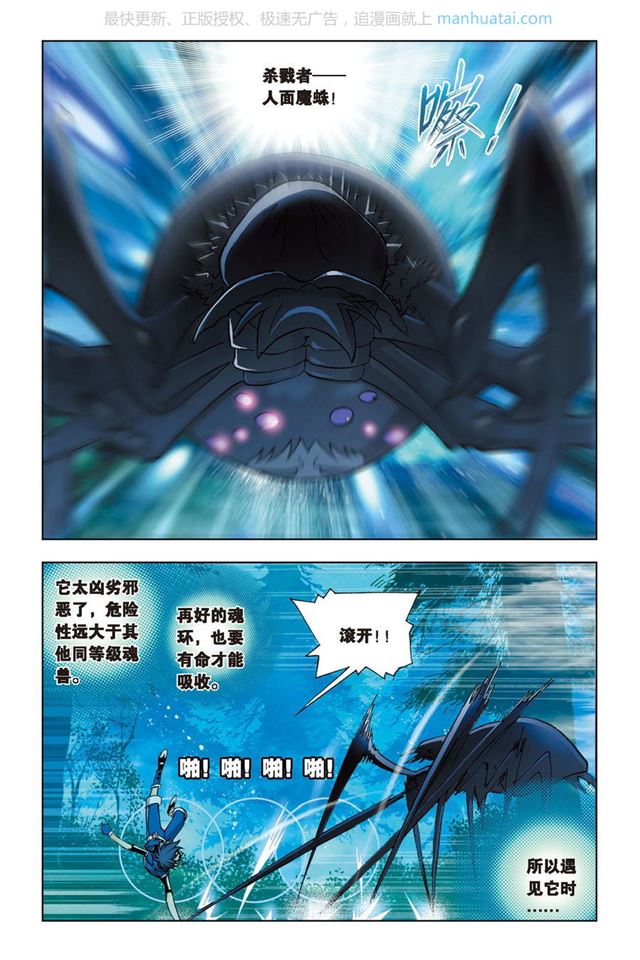 最快更新、正版授权、极速无广告，追漫画就上 manhuatai.com
杀戮者——
人面魔蛛！
嚓！
它太凶劣邪
恶了，危险
性远大于其
他同等级魂
兽。
再好的魂
环，也要
有命才能
吸收。
滚开！！
啪！啪！啪！啪！
所以遇
见它时
……